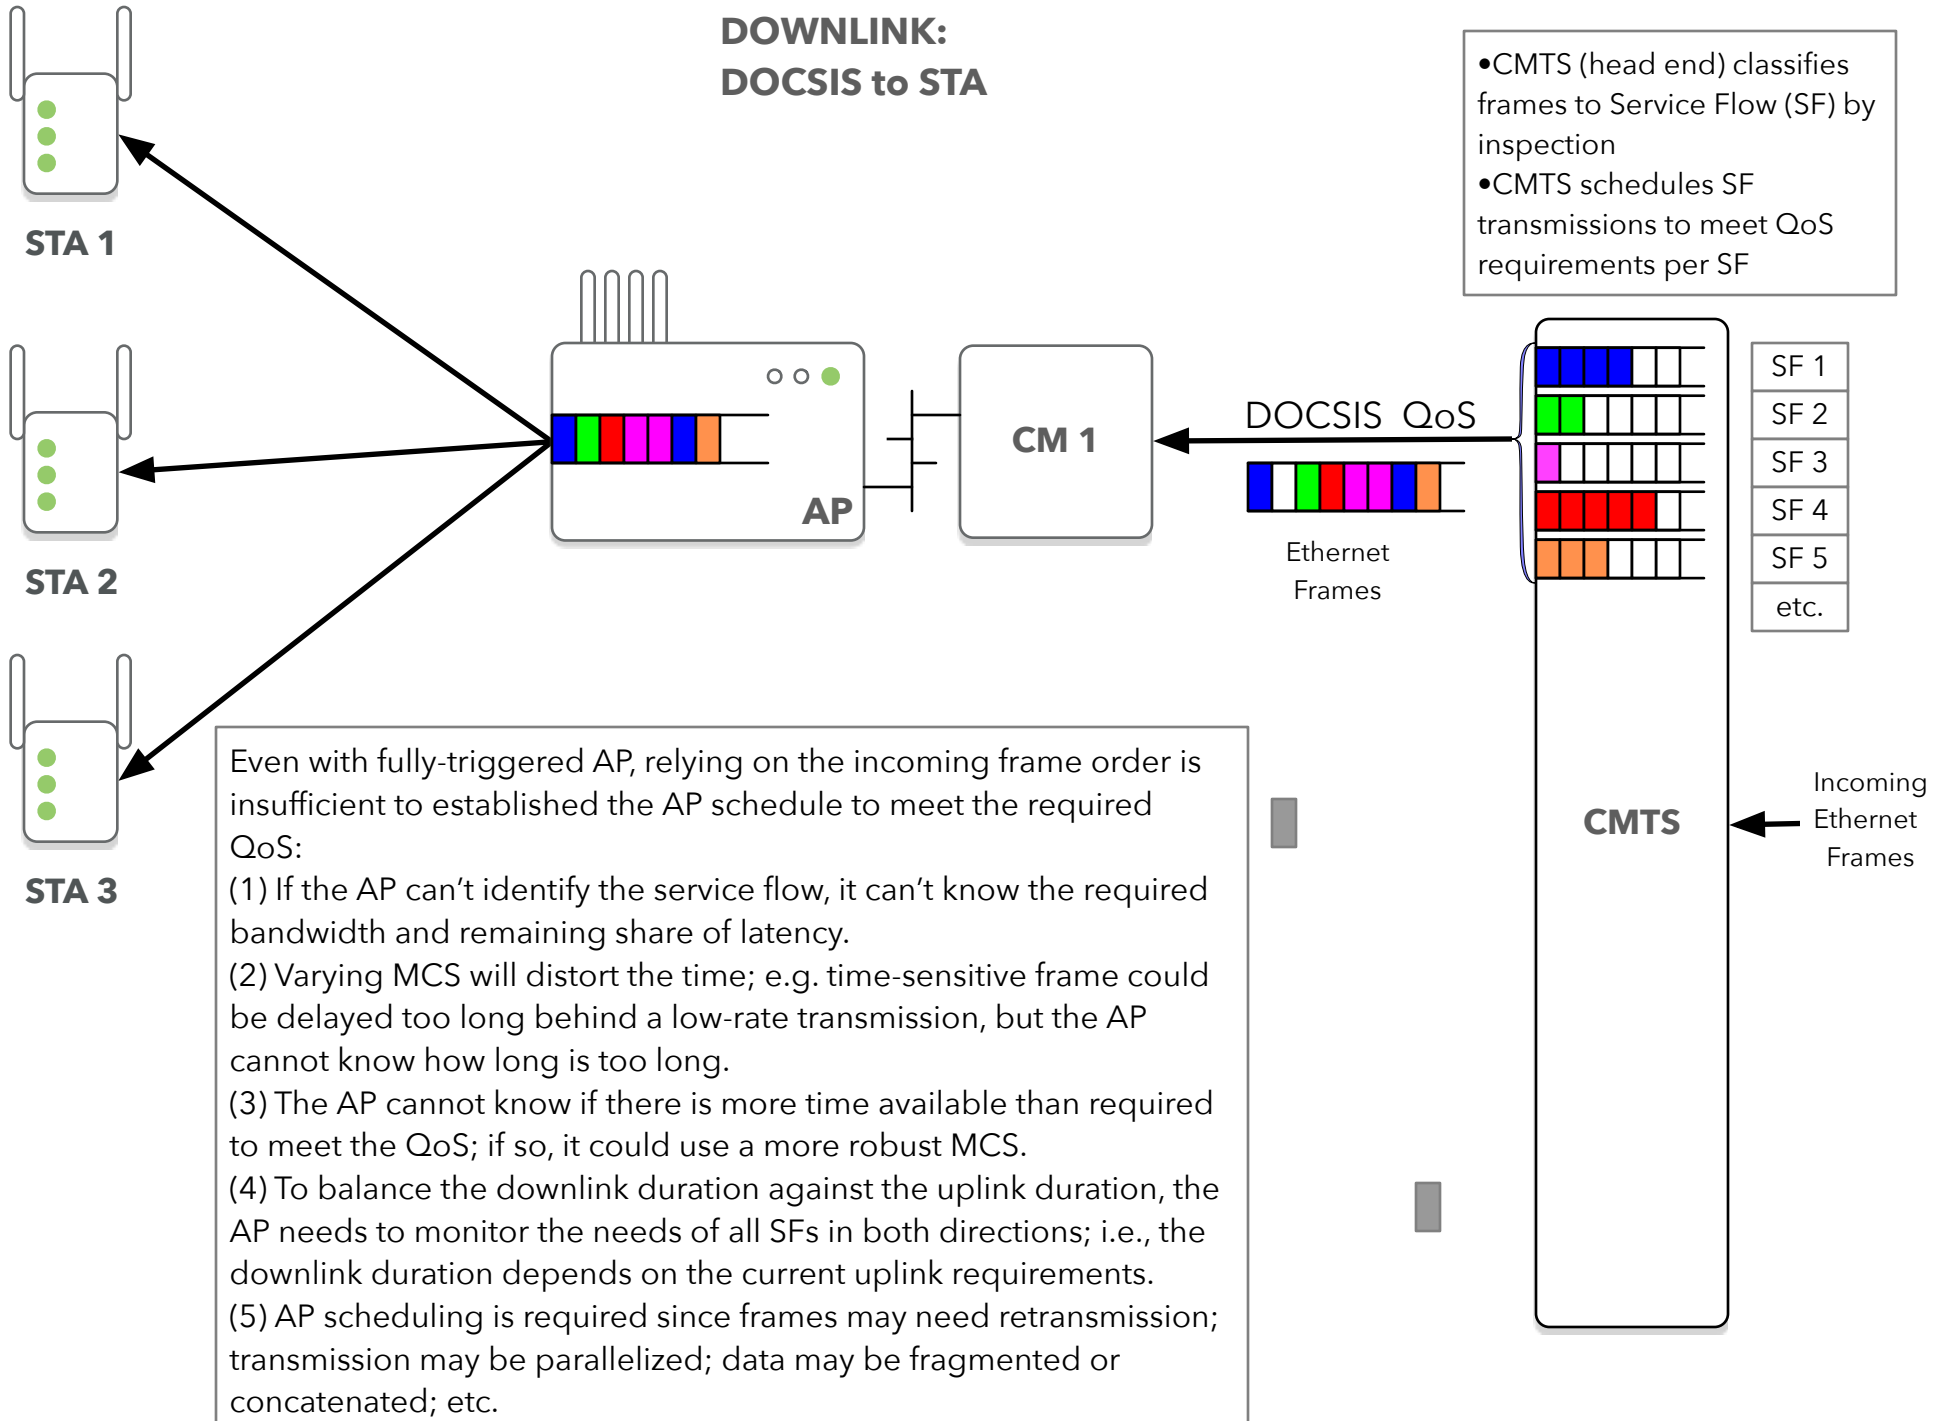 DOWNLINK:
DOCSIS to STA
•CMTS (head end) classifies
frames to Service Flow (SF) by
inspection
•CMTS schedules SF
transmissions to meet QoS
requirements per SF
STA 1
STA 2
STA 3
AP
CM 1
DOCSIS QoS
Ethernet
Frames
SF 1
SF 2
SF 3
SF 4
SF 5
etc.
CMTS
Incoming
Ethernet
Frames
Even with fully-triggered AP, relying on the incoming frame order is
insufficient to established the AP schedule to meet the required
QoS:
(1) If the AP can’t identify the service flow, it can’t know the required
bandwidth and remaining share of latency.
(2) Varying MCS will distort the time; e.g. time-sensitive frame could
be delayed too long behind a low-rate transmission, but the AP
cannot know how long is too long.
(3) The AP cannot know if there is more time available than required
to meet the QoS; if so, it could use a more robust MCS.
(4) To balance the downlink duration against the uplink duration, the
AP needs to monitor the needs of all SFs in both directions; i.e., the
downlink duration depends on the current uplink requirements.
(5) AP scheduling is required since frames may need retransmission;
transmission may be parallelized; data may be fragmented or
concatenated; etc.